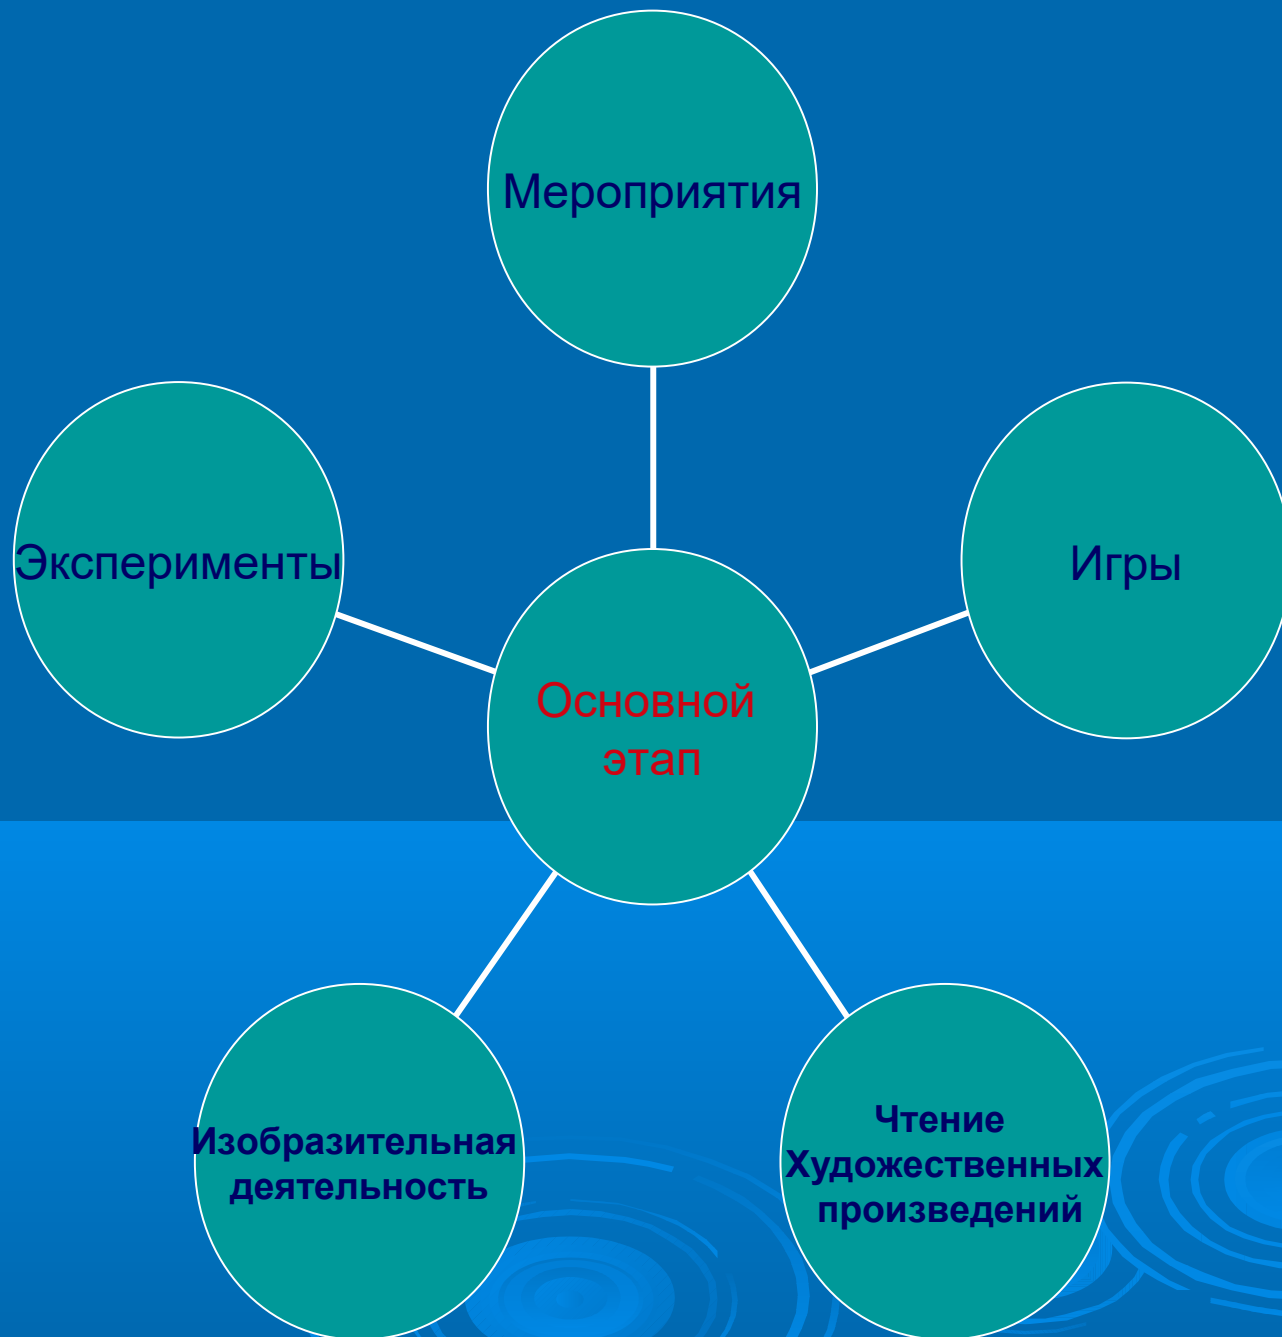 Мероприятия
Эксперименты
Игры
Основной
этап
Изобразительная
деятельность
Чтение
Художественных
произведений